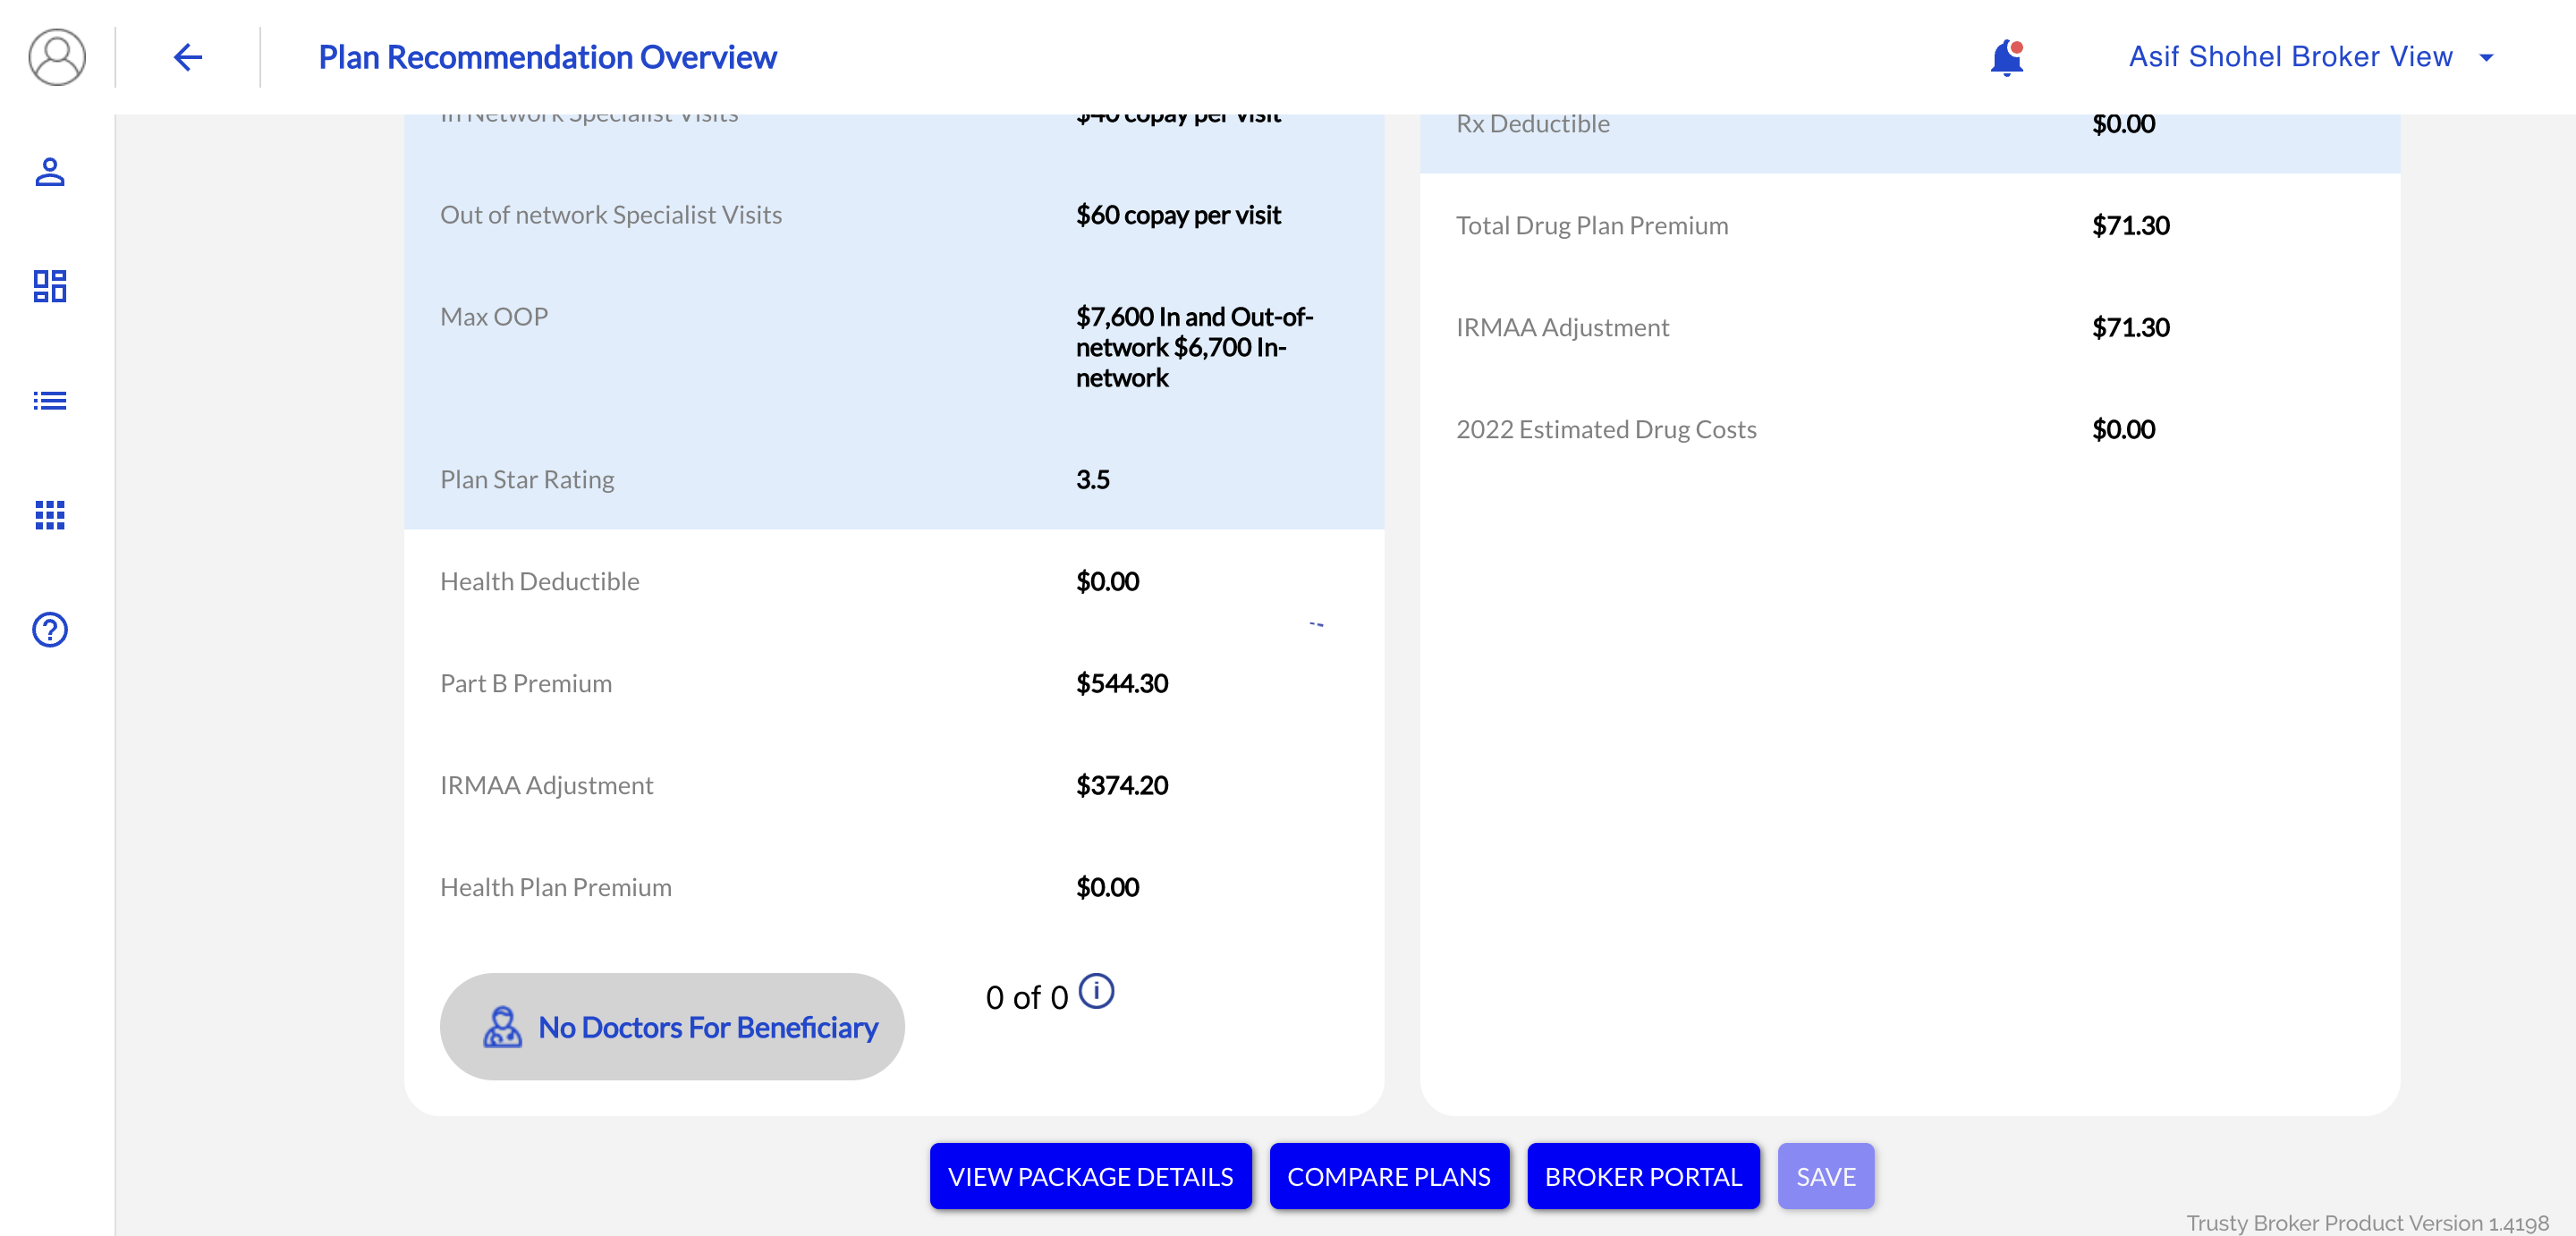 Plan Recommendation Overview
Asif Shohel Broker View
In Network Specialist Visits $40 copay per visit
Out of network Specialist Visits $60 copay per visit
Max OOP $7,600 In and Out-of-
network $6,700 In-
network
Plan Star Rating 3.5
Health Deductible $0.00
Part B Premium $544.30
IRMAA Adjustment $374.20
Health Plan Premium $0.00
No Doctors For Beneficiary 0 of 0
Rx Deductible $0.00
Total Drug Plan Premium $71.30
IRMAA Adjustment $71.30
2022 Estimated Drug Costs $0.00
VIEW PACKAGE DETAILS
COMPARE PLANS
BROKER PORTAL
SAVE
Trusty Broker Product Version 1.4198